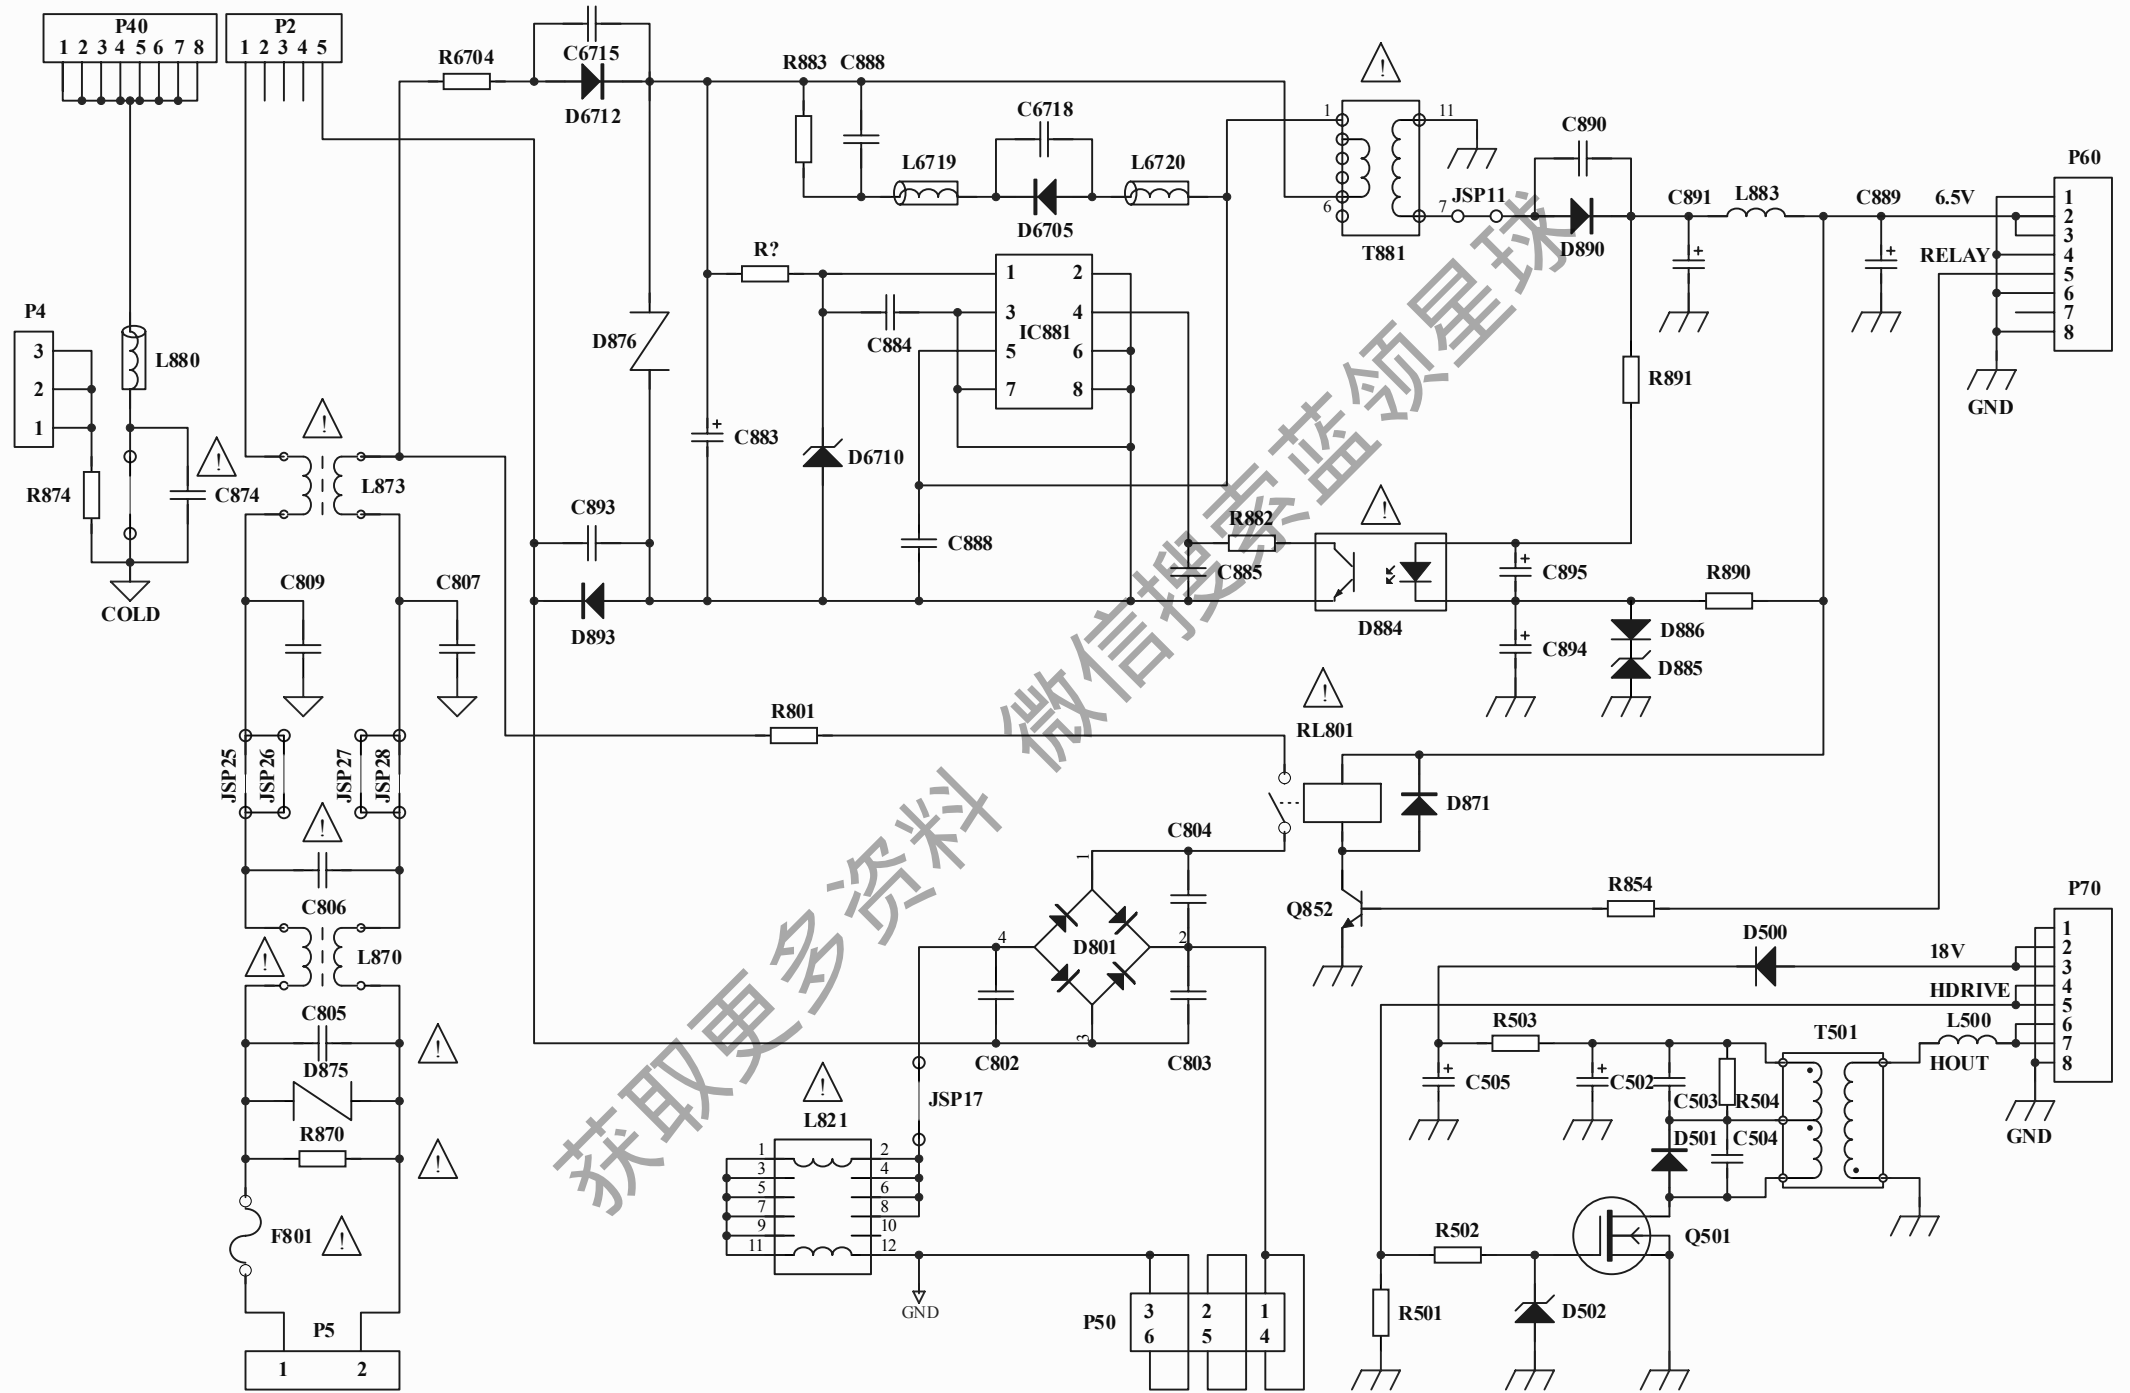 P40
1 2 3 4 5 6 7 8
P2
1 2 3 4 5
R6704
C6715
D6712
R883
C888
C6718
L6719
L6720
D6705
!
1
11
6
7
T881
JSP11
C890
D890
C891
L883
C889
6.5V
RELAY
P60
1
2
3
4
5
6
7
8
GND
P4
3
2
1
L880
R874
C874
!
COLD
!
L873
D876
R?
C884
IC881
1 2
3 4
5 6
7 8
C883
D6710
C893
D893
C888
R882
C885
!
D884
R891
C895
C894
R890
D886
D885
C809
C807
JSP25
JSP26
JSP27
JSP28
!
C806
!
L870
C805
!
D875
R870
!
F801
!
P5
1 2
R801
!
RL801
D871
C804
1
D801
4
2
3
C802
C803
Q852
R854
JSP17
!
L821
1 2
3 4
5 6
7 8
9 10
11 12
GND
P50
3 2 1
6 5 4
P70
1
2
3
4
5
6
7
8
GND
D500
18V
HDRIVE
R503
T501
L500
HOUT
C505
C502
C503
R504
D501
C504
R502
Q501
R501
D502
获取更多资料 微信搜索蓝领星球